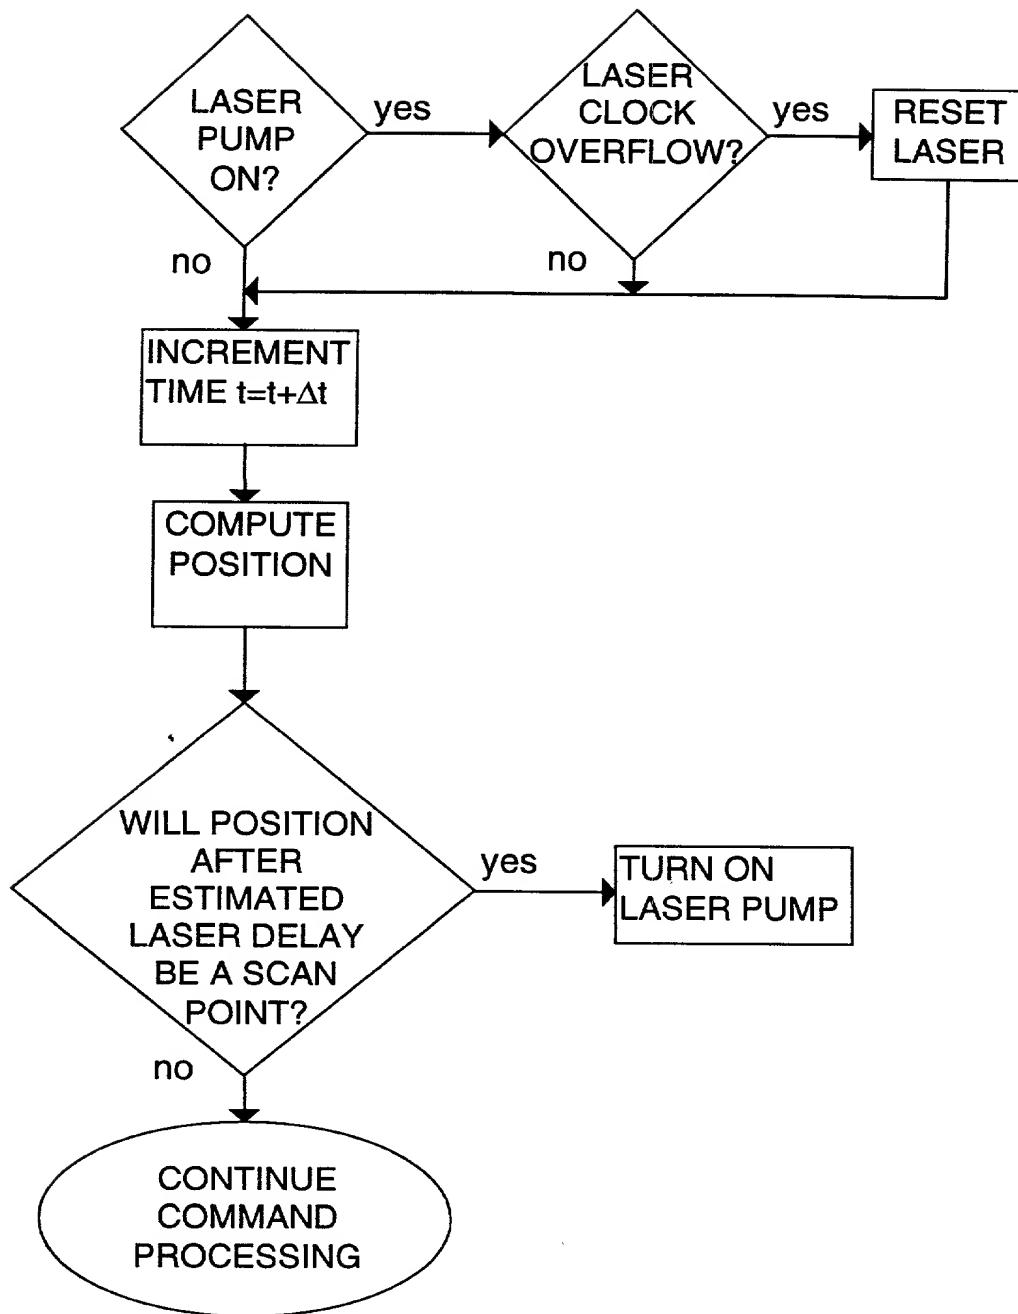 LASER
PUMP
ON?
yes
LASER
CLOCK
OVERFLOW?
yes
RESET
LASER
no
no
INCREMENT
TIME t=t+Δt
COMPUTE
POSITION
WILL POSITION
AFTER
ESTIMATED
LASER DELAY
BE A SCAN
POINT?
yes
TURN ON
LASER PUMP
no
CONTINUE
COMMAND
PROCESSING